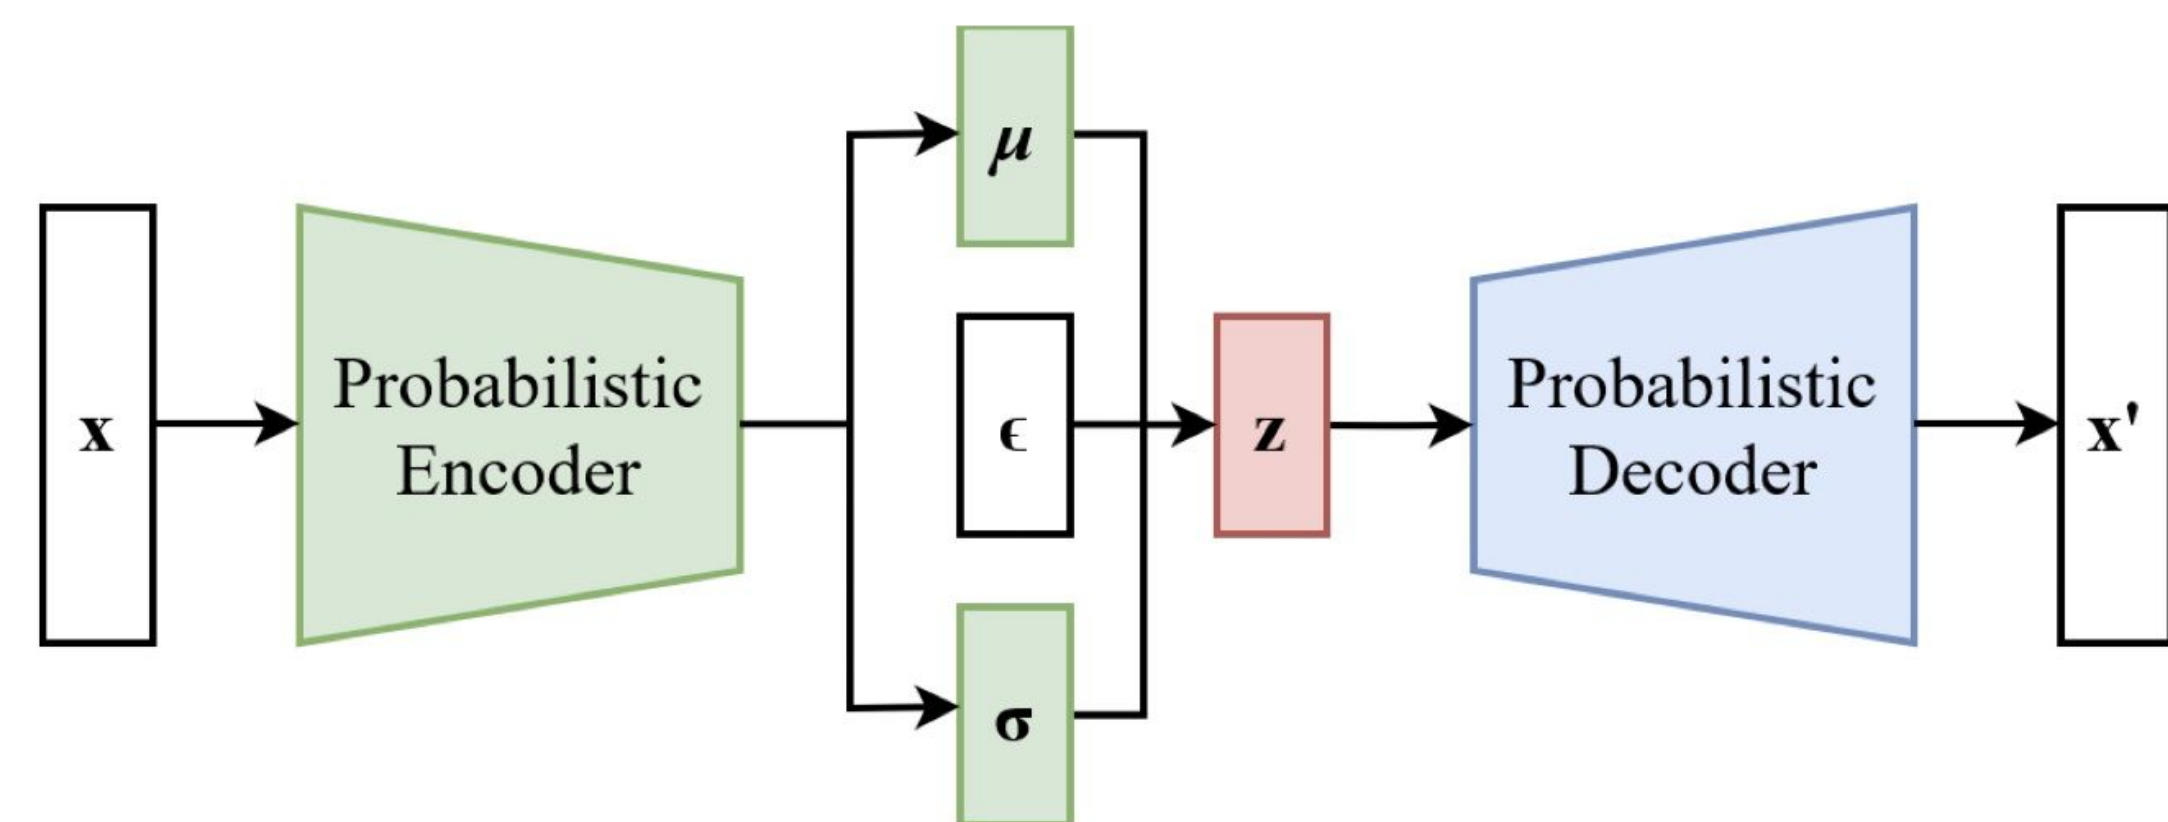 x
Probabilistic
Encoder
μ
ϵ
σ
z
Probabilistic
Decoder
x'